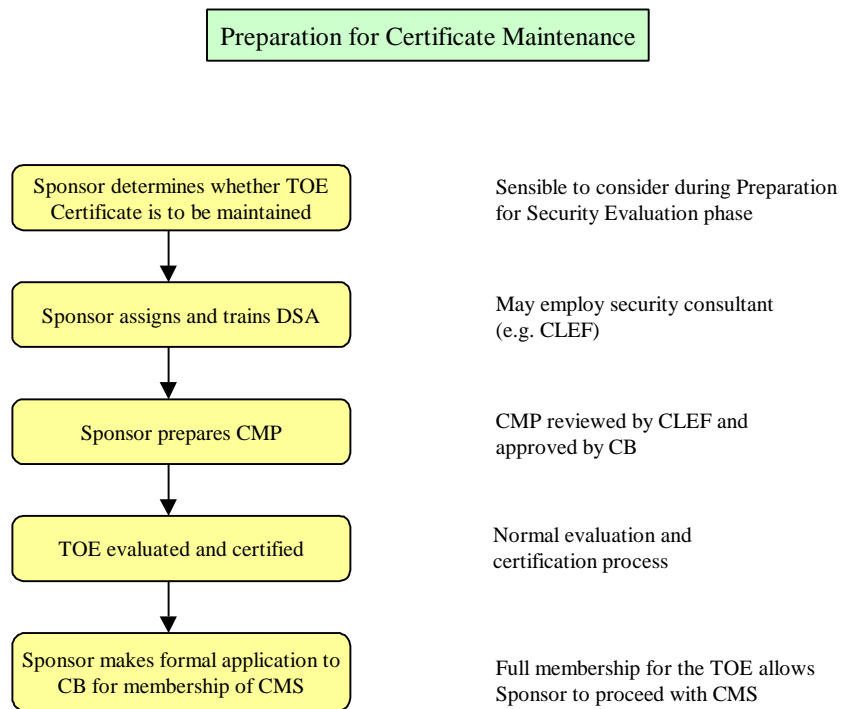 Preparation for Certificate Maintenance
Sponsor determines whether TOE
Certificate is to be maintained
Sensible to consider during Preparation
for Security Evaluation phase
Sponsor assigns and trains DSA
May employ security consultant
(e.g. CLEF)
Sponsor prepares CMP
CMP reviewed by CLEF and
approved by CB
TOE evaluated and certified
Normal evaluation and
certification process
Sponsor makes formal application to
CB for membership of CMS
Full membership for the TOE allows
Sponsor to proceed with CMS